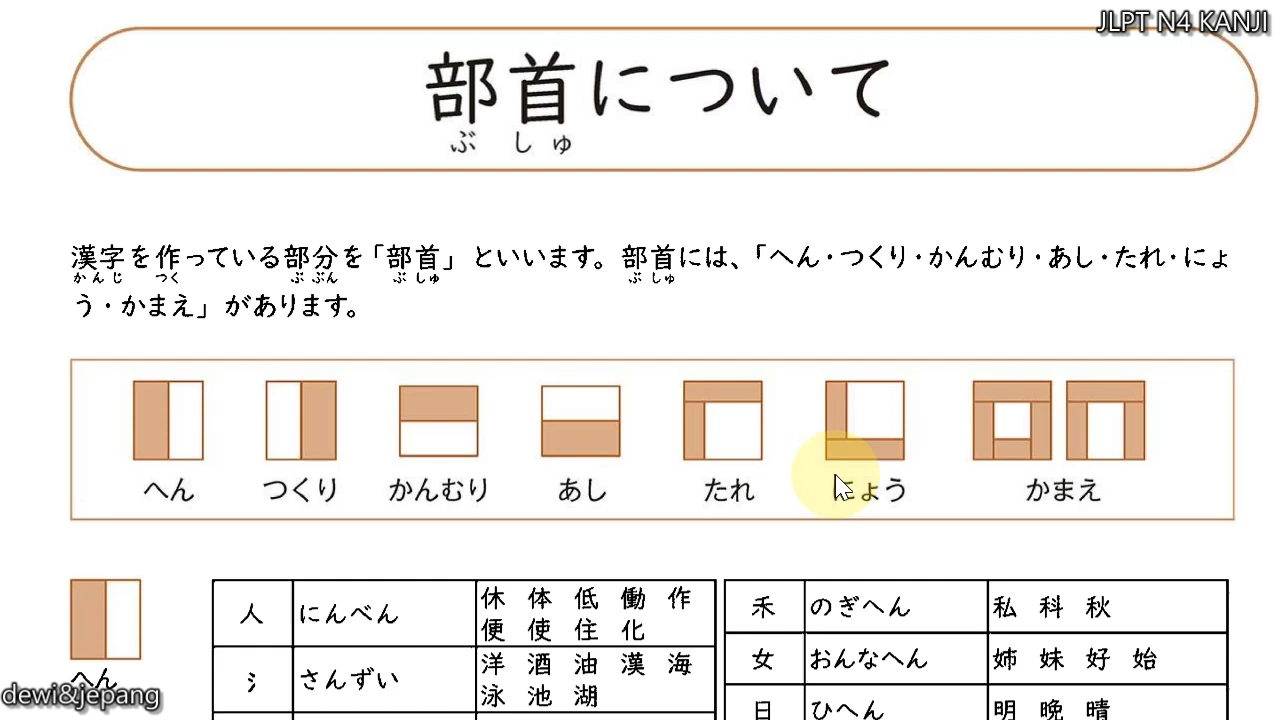 JLPT N4 KANJI
部首について
ぶ しゅ
漢字を作っている部分を「部首」といいます。部首には、「へん・つくり・かんむり・あし・たれ・にょ
かんじ つく ぶぶん ぶしゅ ぶしゅ
う・かまえ」があります。
へん つくり かんむり あし たれ にょう かまえ
人 にんべん 休 体 低 働 作
便 使 住 化
禾 のぎへん 私 科 秋
氵 さんずい 洋 酒 油 漢 海
泳 池 湖
女 おんなへん 姉 妹 好 始
日 ひへん 明 晩 晴
へん
dewi&jepang